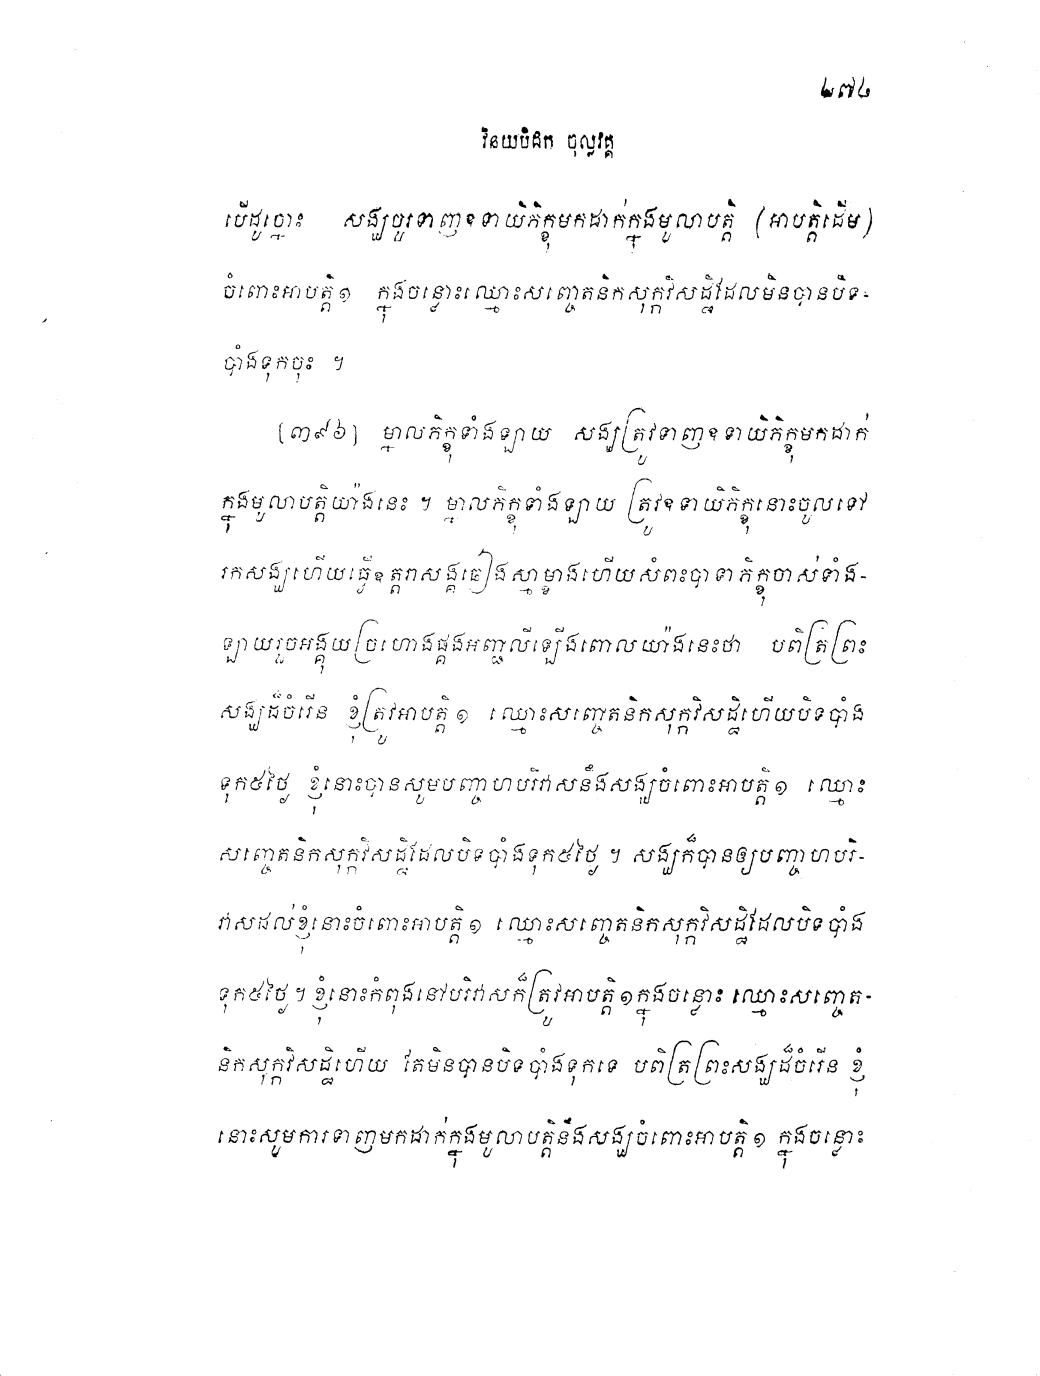 ២៧៤
វិនយបិដក ចុល្លវគ្គ
បើដូច្នោះ សង្ឃចូរទាញឧទាយិភិក្ខុមកដាក់ក្នុងមូលាបត្តិ (អាបត្តិដើម)
ចំពោះអាបត្តិ១ ក្នុងចន្លោះឈ្មោះសញ្ចេតនិកសុក្កវិសដ្ឋិដែលមិនបានបិទ-
បាំងទុកចុះ ។
[៣៩៦] ម្នាលភិក្ខុទាំងឡាយ សង្ឃត្រូវទាញឧទាយិភិក្ខុមកដាក់
ក្នុងមូលាបត្តិយ៉ាងនេះ ។ ម្នាលភិក្ខុទាំងឡាយ ត្រូវឧទាយិភិក្ខុនោះចូលទៅ
រកសង្ឃហើយធ្វើឧត្តរាសង្គឆៀងស្មាម្ខាងហើយសំពះបាទាភិក្ខុចាស់ទាំង-
ឡាយរួចអង្គុយច្រហោងផ្គងអញ្ជលីឡើងពោលយ៉ាងនេះថា បពិត្រព្រះ
សង្ឃដ៏ចំរើន ខ្ញុំត្រូវអាបត្តិ១ ឈ្មោះសញ្ចេតនិកសុក្កវិសដ្ឋិហើយបិទបាំង
ទុក៥ថ្ងៃ ខ្ញុំនោះបានសូមបញ្ចាហបរិវាសនឹងសង្ឃចំពោះអាបត្តិ១ ឈ្មោះ
សញ្ចេតនិកសុក្កវិសដ្ឋិដែលបិទបាំងទុក៥ថ្ងៃ ។ សង្ឃក៏បានឲ្យបញ្ចាហបរិ-
វាសដល់ខ្ញុំនោះចំពោះអាបត្តិ១ ឈ្មោះសញ្ចេតនិកសុក្កវិសដ្ឋិដែលបិទបាំង
ទុក៥ថ្ងៃ ។ ខ្ញុំនោះកំពុងនៅបរិវាសក៏ត្រូវអាបត្តិ១ក្នុងចន្លោះ ឈ្មោះសញ្ចេត-
និកសុក្កវិសដ្ឋិហើយ តែមិនបានបិទបាំងទុកទេ បពិត្រព្រះសង្ឃដ៏ចំរើន ខ្ញុំ
នោះសូមការទាញមកដាក់ក្នុងមូលាបត្តិនឹងសង្ឃចំពោះអាបត្តិ១ ក្នុងចន្លោះ